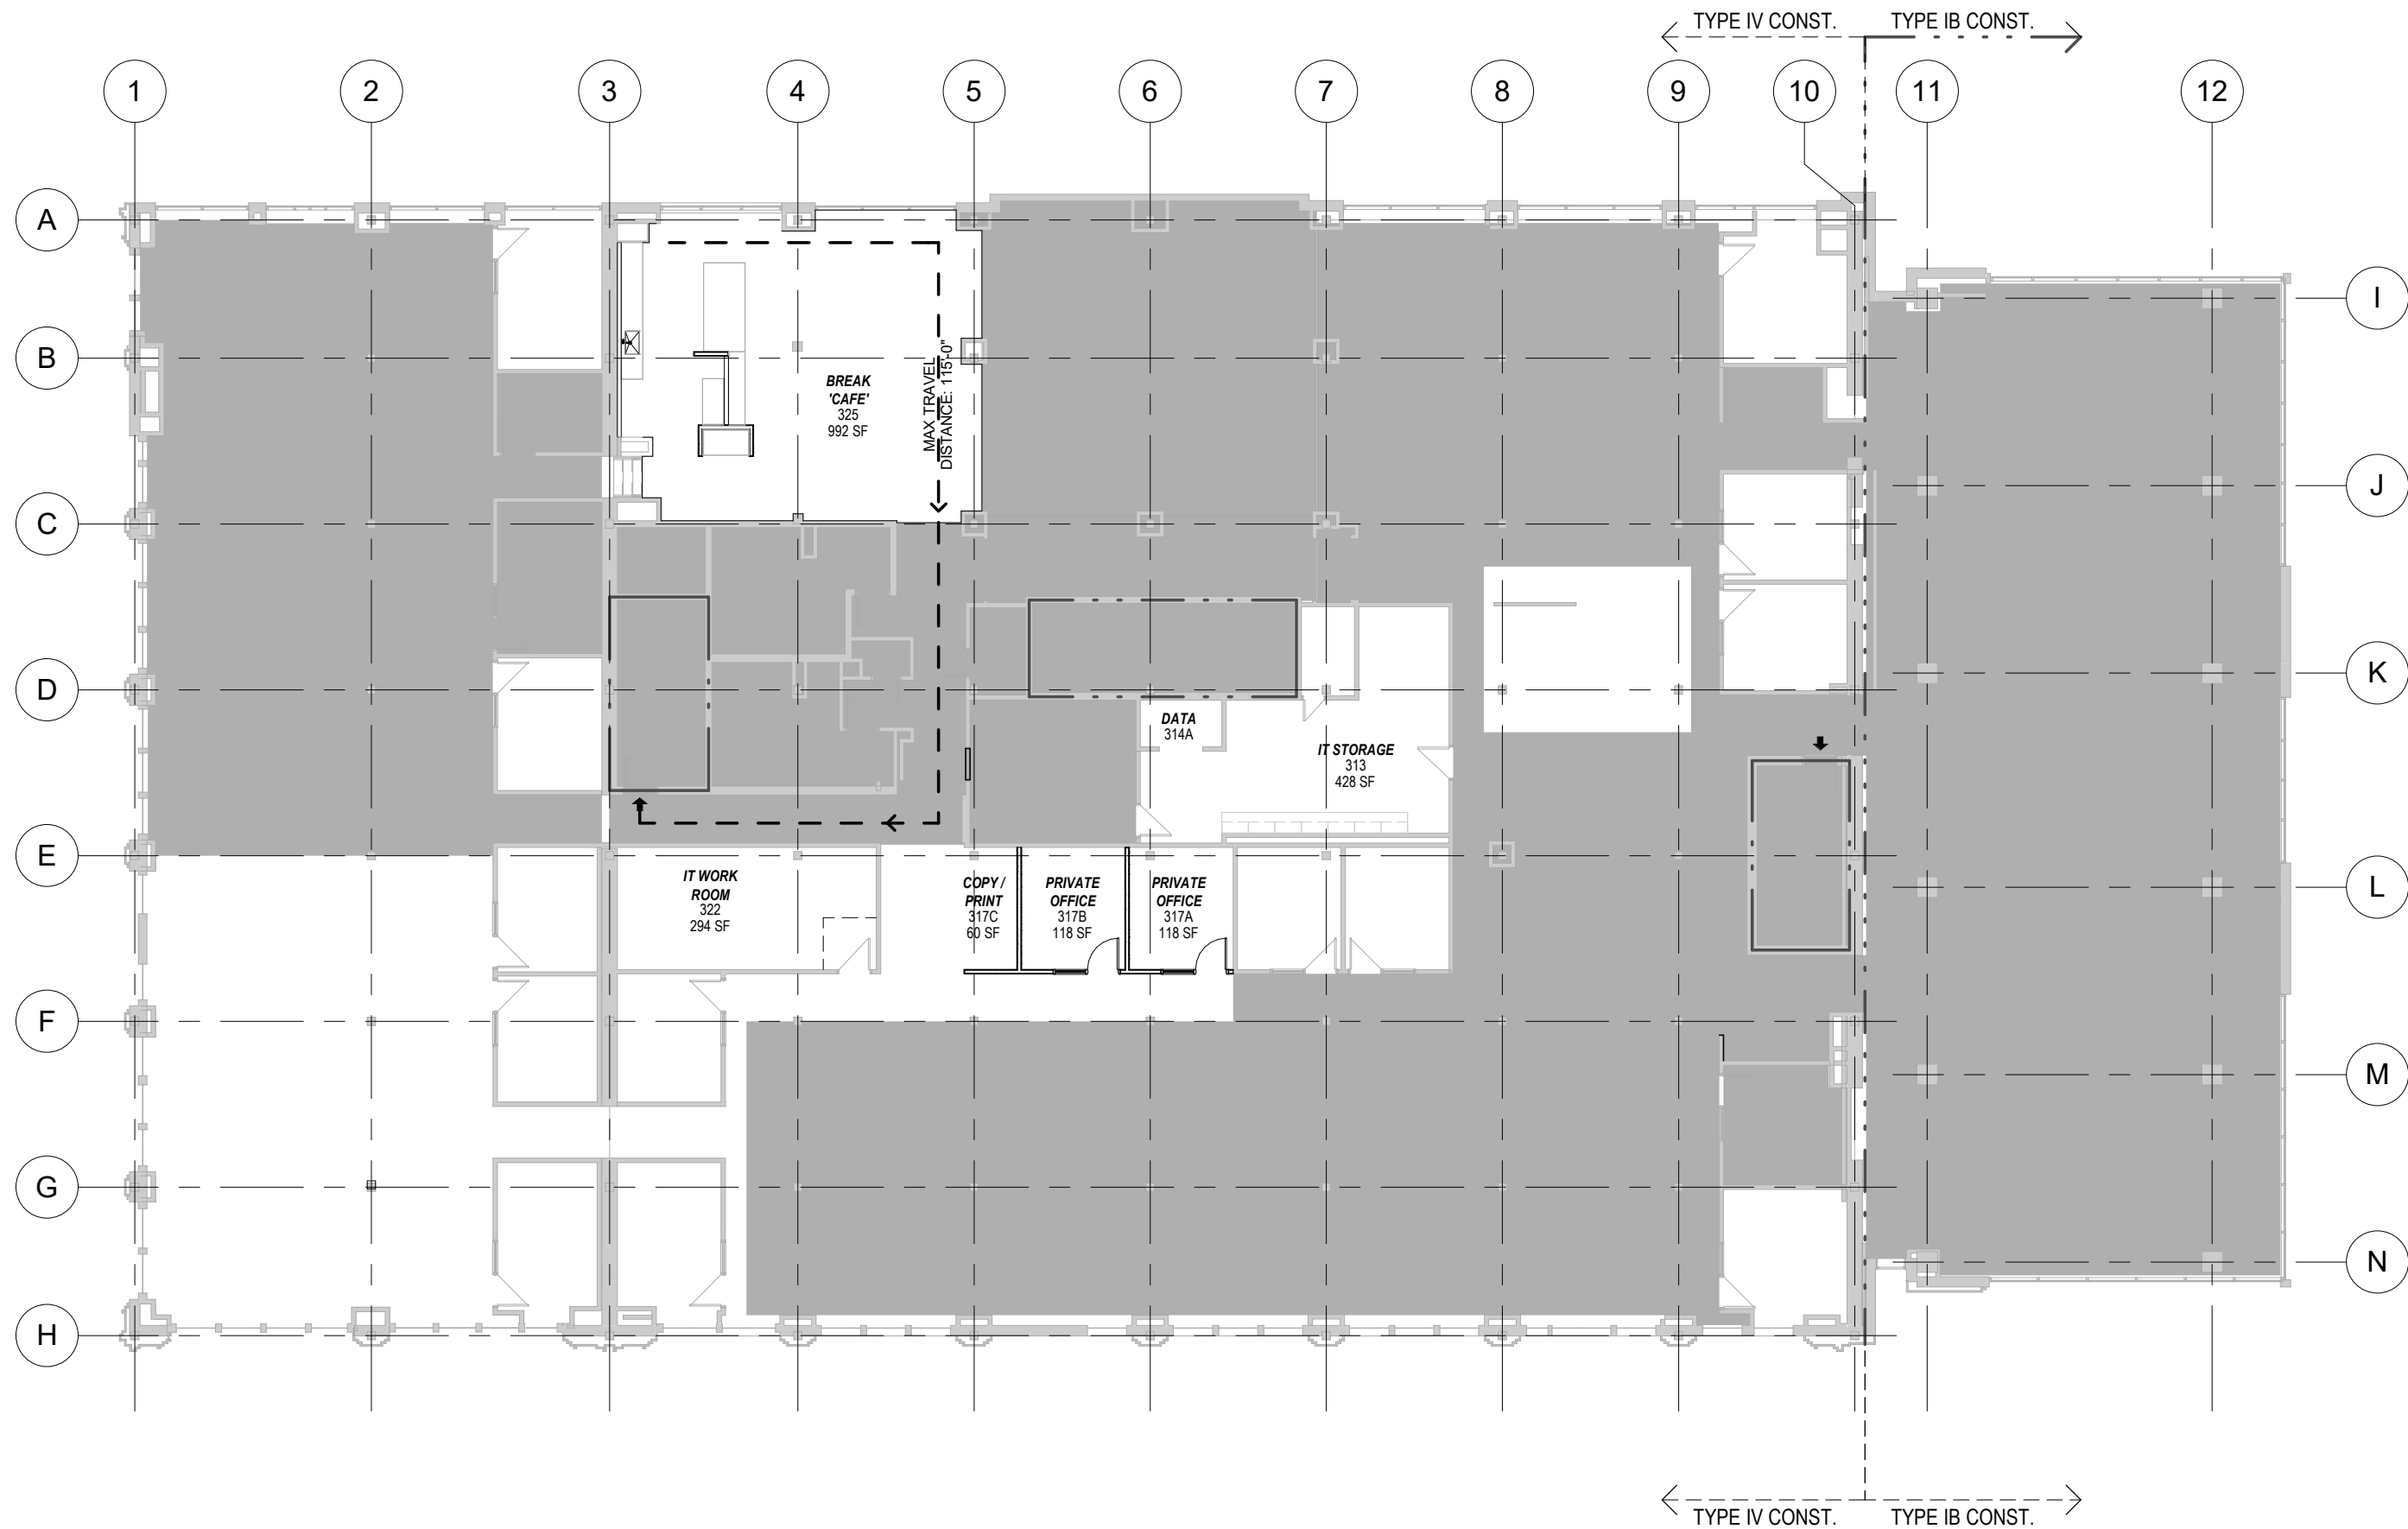 TYPE IV CONST.
TYPE IB CONST.
1
2
3
4
5
6
7
8
9
10
11
12
A
B
C
D
E
F
G
H
I
J
K
L
M
N
BREAK
'CAFE'
325
992 SF
MAX TRAVEL
DISTANCE: 115'-0"
DATA
314A
IT STORAGE
313
428 SF
IT WORK
ROOM
322
294 SF
COPY /
PRINT
317C
60 SF
PRIVATE
OFFICE
317B
118 SF
PRIVATE
OFFICE
317A
118 SF
TYPE IV CONST.
TYPE IB CONST.